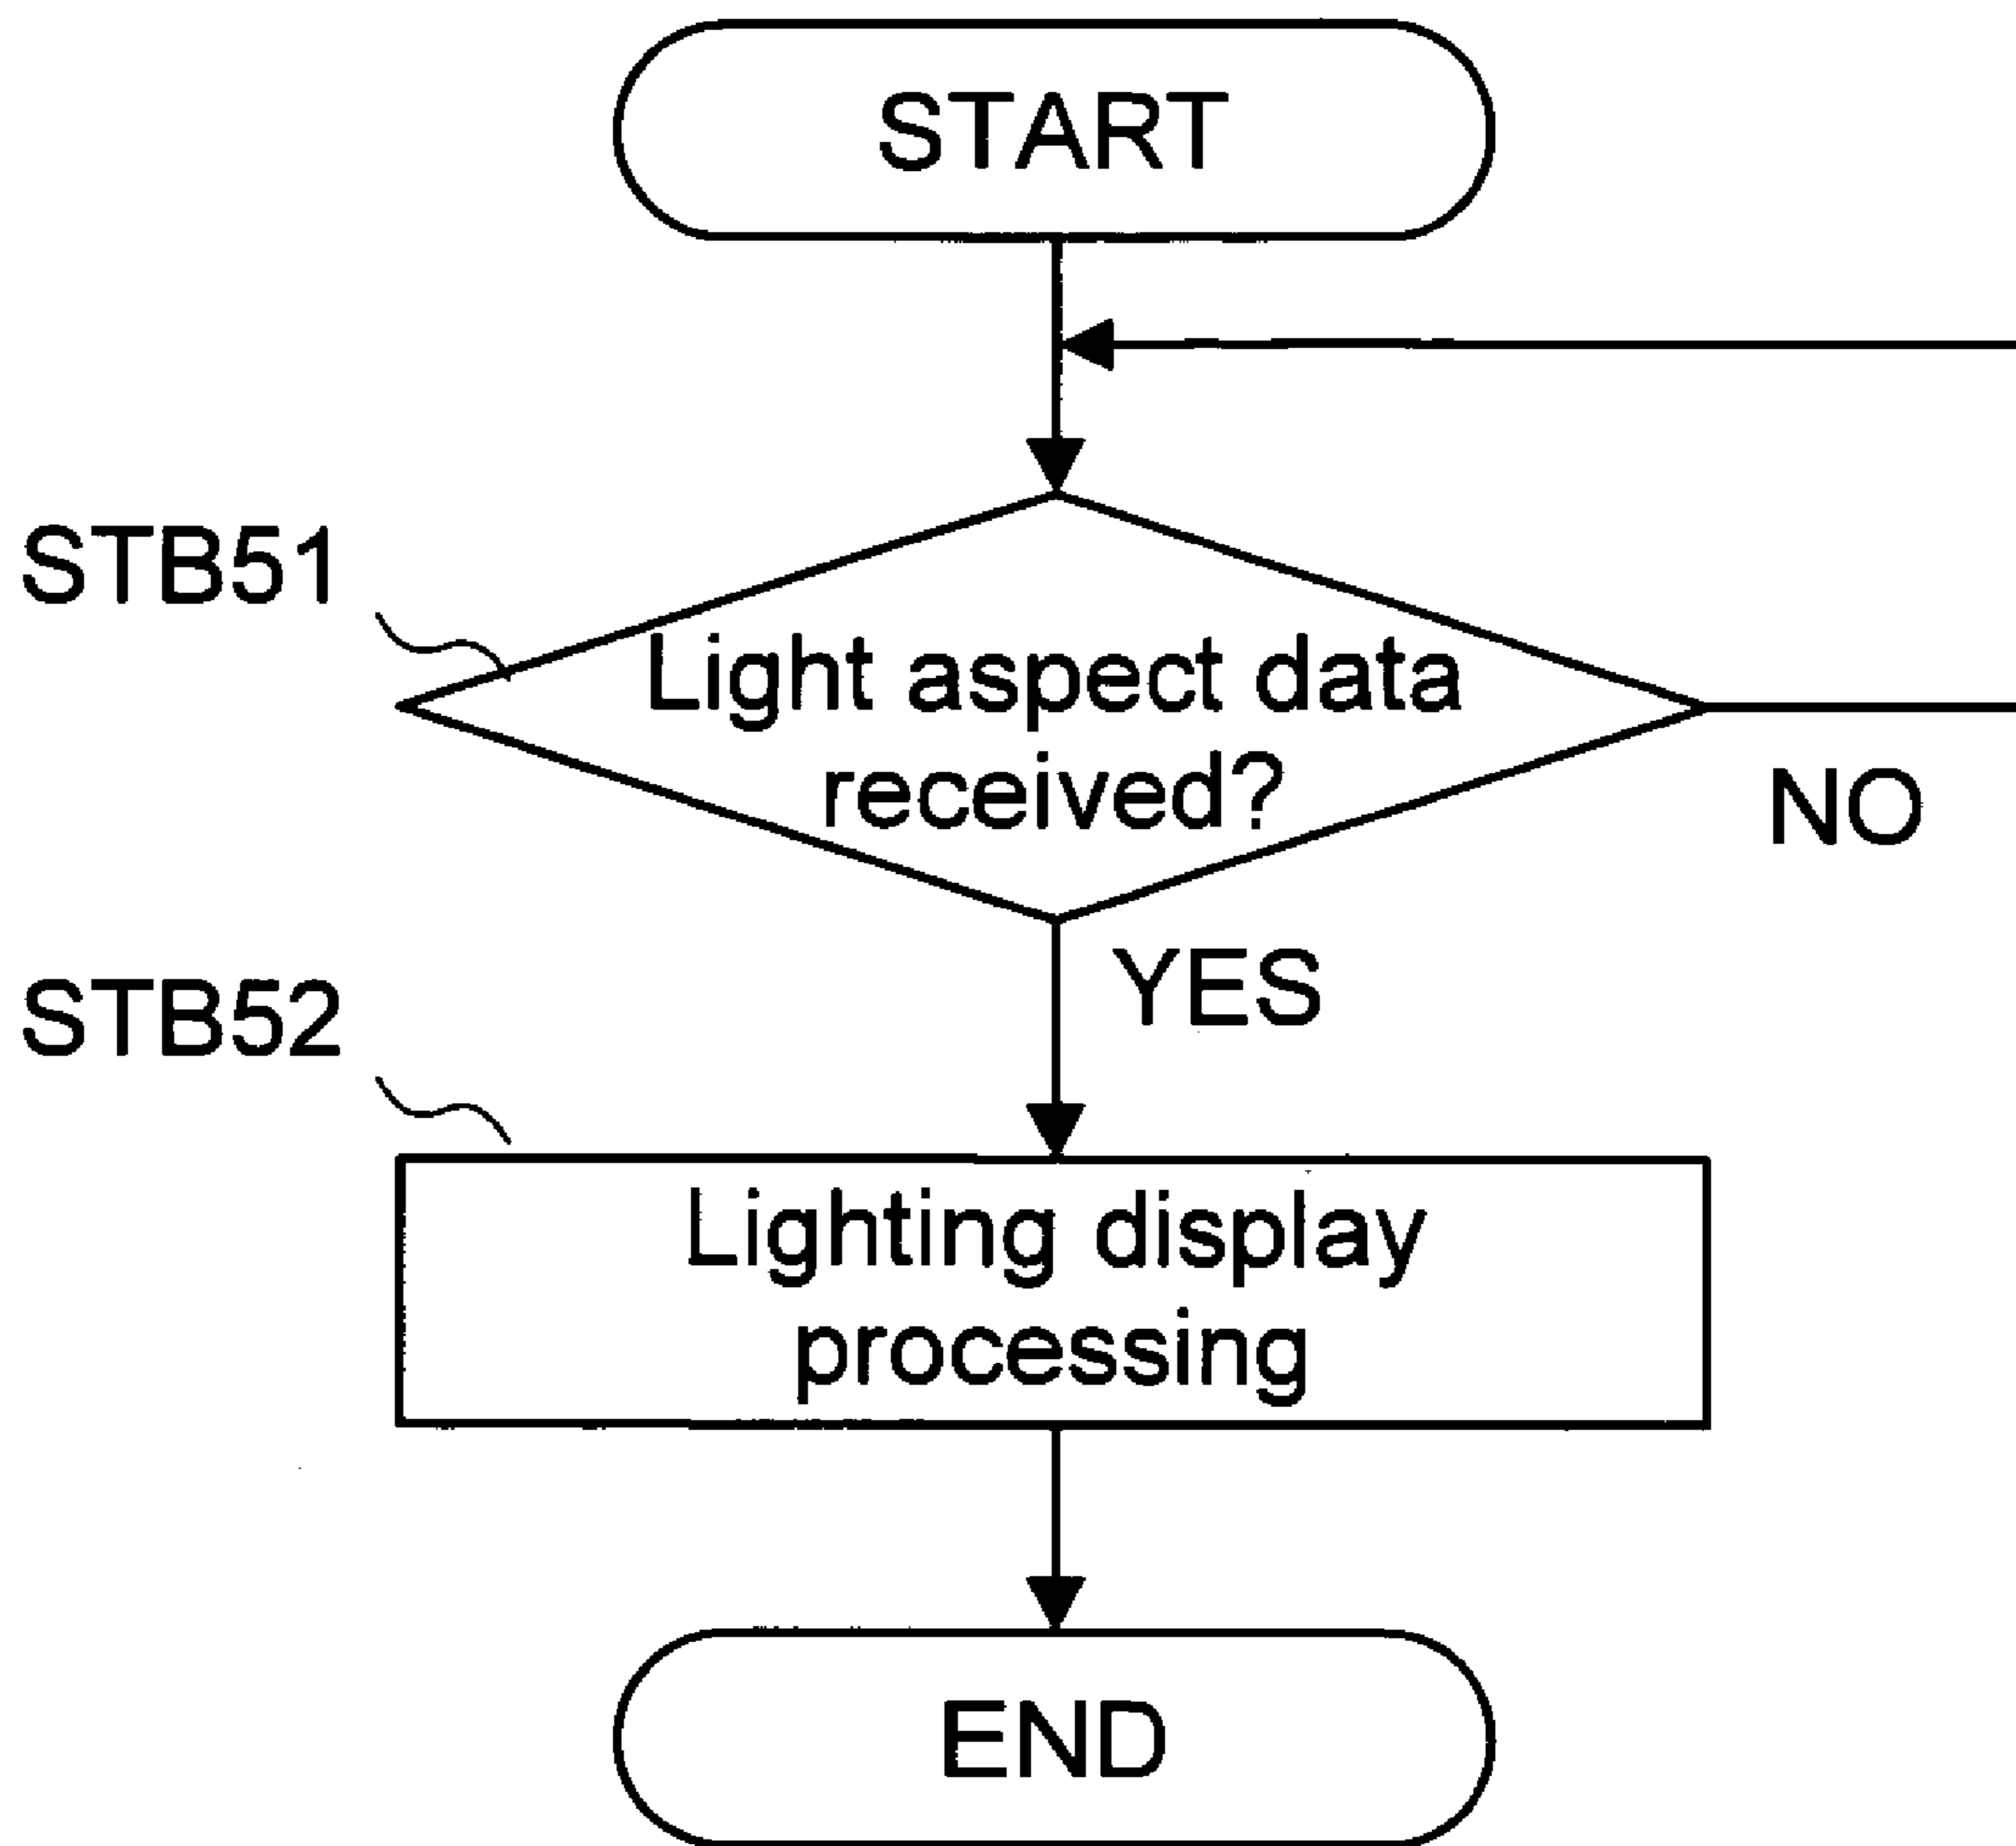 START
STB51
Light aspect data
received?
NO
YES
STB52
Lighting display
processing
END